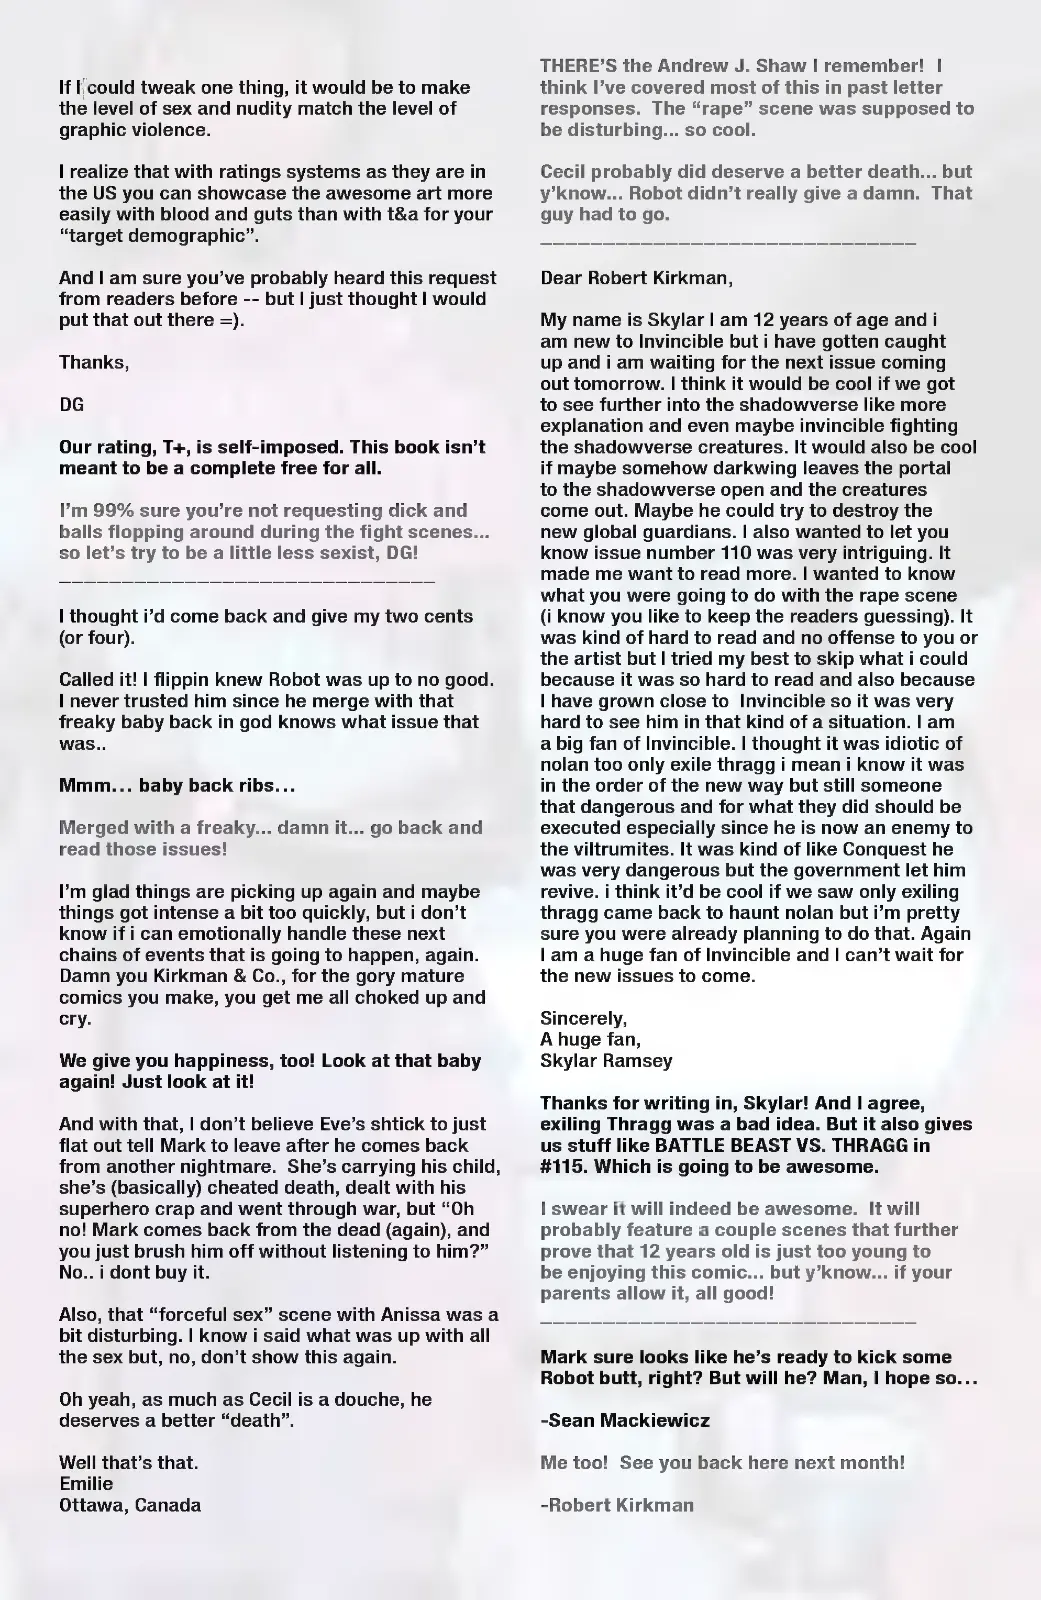 If I could tweak one thing, it would be to make
the level of sex and nudity match the level of
graphic violence.
I realize that with ratings systems as they are in
the US you can showcase the awesome art more
easily with blood and guts than with t&a for your
“target demographic”.
And I am sure you’ve probably heard this request
from readers before -- but I just thought I would
put that out there =).
Thanks,
DG
Our rating, T+, is self-imposed. This book isn’t
meant to be a complete free for all.
I’m 99% sure you’re not requesting dick and
balls flopping around during the fight scenes...
so let’s try to be a little less sexist, DG!
______________________________
I thought i’d come back and give my two cents
(or four).
Called it! I flippin knew Robot was up to no good.
I never trusted him since he merge with that
freaky baby back in god knows what issue that
was..
Mmm... baby back ribs...
Merged with a freaky... damn it... go back and
read those issues!
I’m glad things are picking up again and maybe
things got intense a bit too quickly, but i don’t
know if i can emotionally handle these next
chains of events that is going to happen, again.
Damn you Kirkman & Co., for the gory mature
comics you make, you get me all choked up and
cry.
We give you happiness, too! Look at that baby
again! Just look at it!
And with that, I don’t believe Eve’s shtick to just
flat out tell Mark to leave after he comes back
from another nightmare.  She’s carrying his child,
she’s (basically) cheated death, dealt with his
superhero crap and went through war, but “Oh
no! Mark comes back from the dead (again), and
you just brush him off without listening to him?”
No.. i dont buy it.
Also, that “forceful sex” scene with Anissa was a
bit disturbing. I know i said what was up with all
the sex but, no, don’t show this again.
Oh yeah, as much as Cecil is a douche, he
deserves a better “death”.
Well that’s that.
Emilie
Ottawa, Canada
THERE’S the Andrew J. Shaw I remember!  I
think I’ve covered most of this in past letter
responses.  The “rape” scene was supposed to
be disturbing... so cool.
Cecil probably did deserve a better death... but
y’know... Robot didn’t really give a damn.  That
guy had to go.
______________________________
Dear Robert Kirkman,
My name is Skylar I am 12 years of age and i
am new to Invincible but i have gotten caught
up and i am waiting for the next issue coming
out tomorrow. I think it would be cool if we got
to see further into the shadowverse like more
explanation and even maybe invincible fighting
the shadowverse creatures. It would also be cool
if maybe somehow darkwing leaves the portal
to the shadowverse open and the creatures
come out. Maybe he could try to destroy the
new global guardians. I also wanted to let you
know issue number 110 was very intriguing. It
made me want to read more. I wanted to know
what you were going to do with the rape scene
(i know you like to keep the readers guessing). It
was kind of hard to read and no offense to you or
the artist but I tried my best to skip what i could
because it was so hard to read and also because
I have grown close to  Invincible so it was very
hard to see him in that kind of a situation. I am
a big fan of Invincible. I thought it was idiotic of
nolan too only exile thragg i mean i know it was
in the order of the new way but still someone
that dangerous and for what they did should be
executed especially since he is now an enemy to
the viltrumites. It was kind of like Conquest he
was very dangerous but the government let him
revive. i think it’d be cool if we saw only exiling
thragg came back to haunt nolan but i’m pretty
sure you were already planning to do that. Again
I am a huge fan of Invincible and I can’t wait for
the new issues to come.
Sincerely,
A huge fan,
Skylar Ramsey
Thanks for writing in, Skylar! And I agree,
exiling Thragg was a bad idea. But it also gives
us stuff like BATTLE BEAST VS. THRAGG in
#115. Which is going to be awesome.
I swear it will indeed be awesome.  It will
probably feature a couple scenes that further
prove that 12 years old is just too young to
be enjoying this comic... but y’know... if your
parents allow it, all good!
______________________________
Mark sure looks like he’s ready to kick some
Robot butt, right? But will he? Man, I hope so...
-Sean Mackiewicz
Me too!  See you back here next month!
-Robert Kirkman